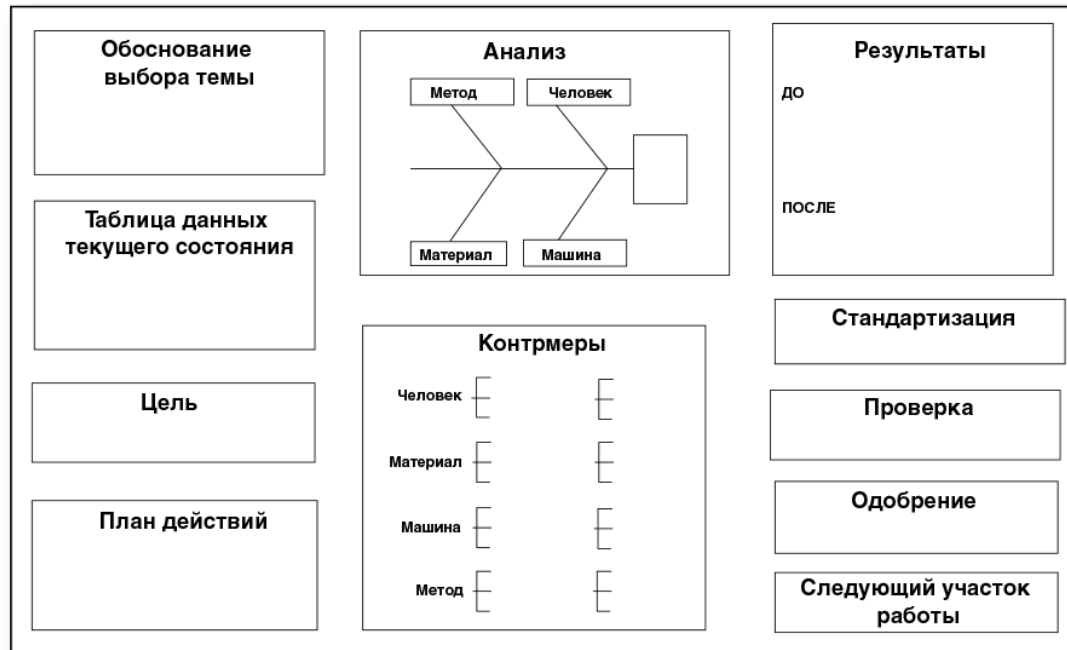 Обоснование
выбора темы
Таблица данных
текущего состояния
Цель
План действий
Анализ
Метод
Человек
Материал
Машина
Контрмеры
Человек
Материал
Машина
Метод
Результаты
ДО
ПОСЛЕ
Стандартизация
Проверка
Одобрение
Следующий участок
работы